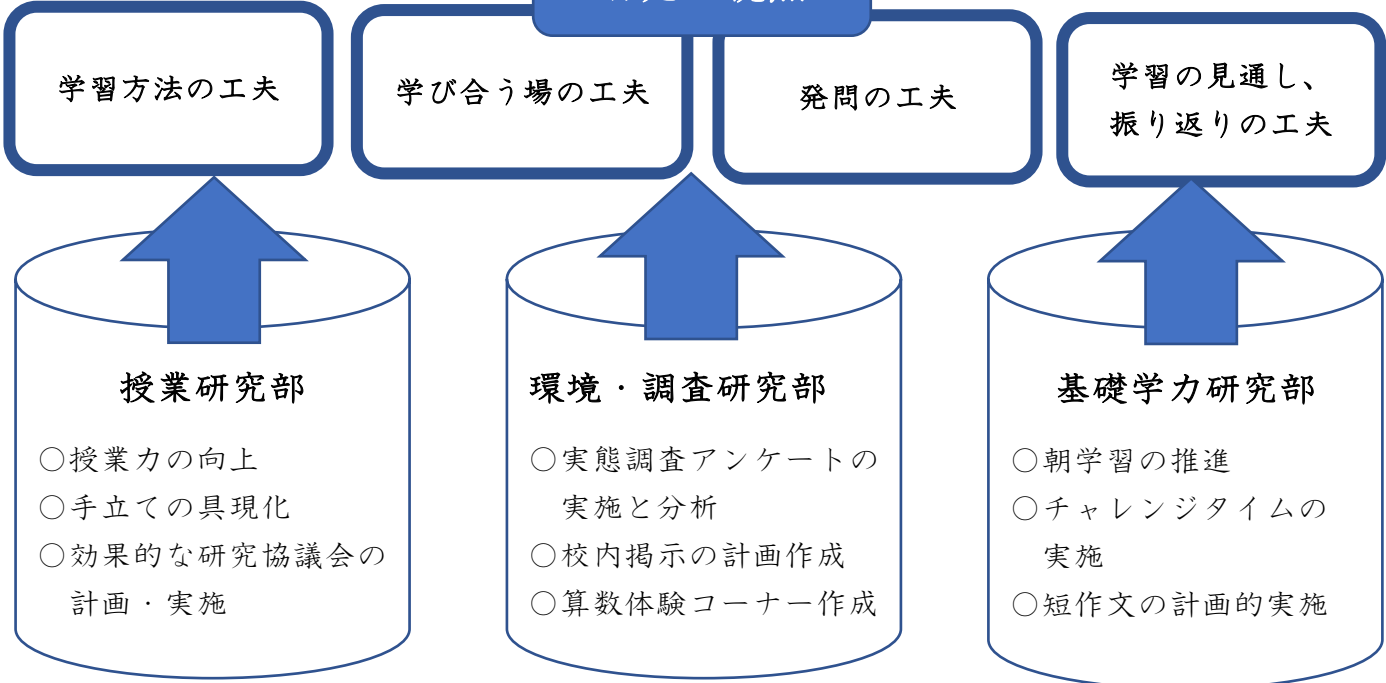 学習方法の工夫
学び合う場の工夫
発問の工夫
学習の見通し、
振り返りの工夫
授業研究部
○授業力の向上
○手立ての具現化
○効果的な研究協議会の
計画・実施
環境・調査研究部
○実態調査アンケートの
実施と分析
○校内掲示の計画作成
○算数体験コーナー作成
基礎学力研究部
○朝学習の推進
○チャレンジタイムの
実施
○短作文の計画的実施